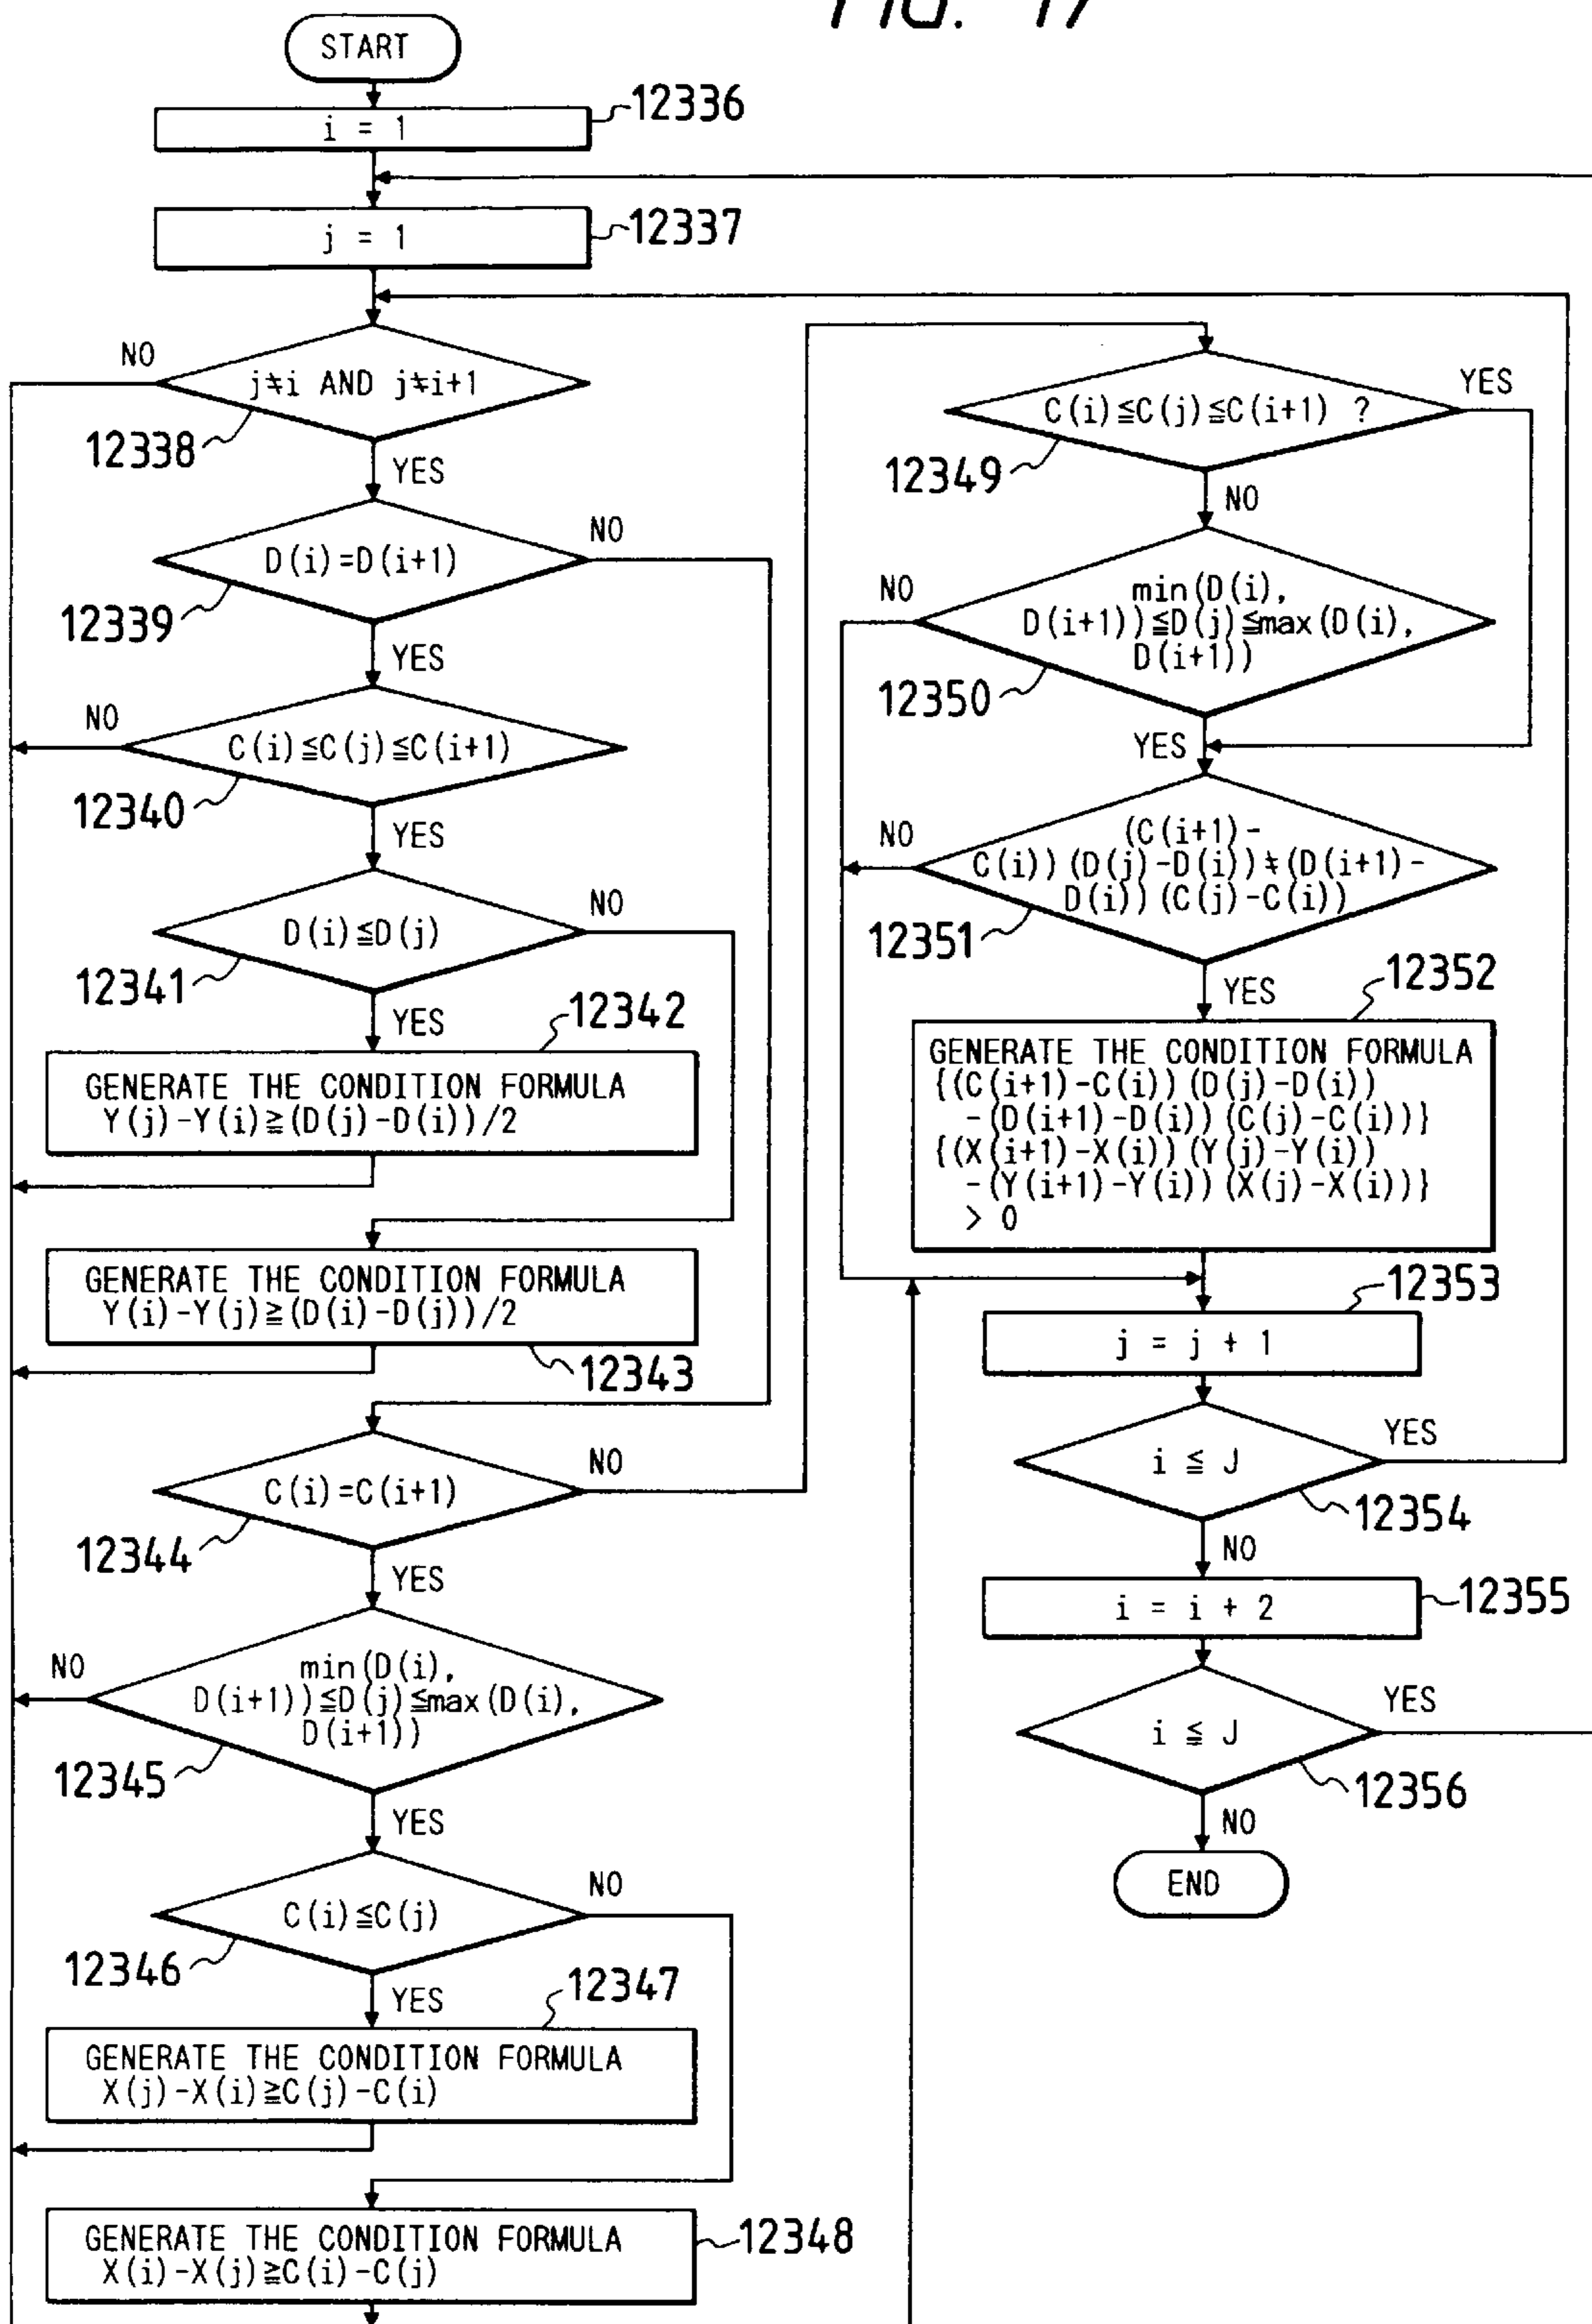 FIG. 17
START
i = 1
12336
j = 1
12337
NO
j≠i AND j≠i+1
12338
YES
D(i)=D(i+1)
NO
12339
YES
NO
C(i)≦C(j)≦C(i+1)
12340
YES
D(i)≦D(j)
NO
12341
YES
12342
GENERATE THE CONDITION FORMULA
Y(j)-Y(i)≧(D(j)-D(i))/2
GENERATE THE CONDITION FORMULA
Y(i)-Y(j)≧(D(i)-D(j))/2
12343
C(i)=C(i+1)
NO
12344
YES
NO
min(D(i),
D(i+1))≦D(j)≦max(D(i),
D(i+1))
12345
YES
C(i)≦C(j)
NO
12346
YES
12347
GENERATE THE CONDITION FORMULA
X(j)-X(i)≧C(j)-C(i)
GENERATE THE CONDITION FORMULA
X(i)-X(j)≧C(i)-C(j)
12348
C(i)≦C(j)≦C(i+1) ?
YES
12349
NO
NO
min(D(i),
D(i+1))≦D(j)≦max(D(i),
D(i+1))
12350
YES
NO
(C(i+1)-
C(i))(D(j)-D(i))≠(D(i+1)-
D(i))(C(j)-C(i))
12351
YES
12352
GENERATE THE CONDITION FORMULA
{(C(i+1)-C(i))(D(j)-D(i))
-(D(i+1)-D(i))(C(j)-C(i))}
{(X(i+1)-X(i))(Y(j)-Y(i))
-(Y(i+1)-Y(i))(X(j)-X(i))}
> 0
12353
j = j + 1
i ≦ J
YES
12354
NO
i = i + 2
12355
i ≦ J
YES
12356
NO
END